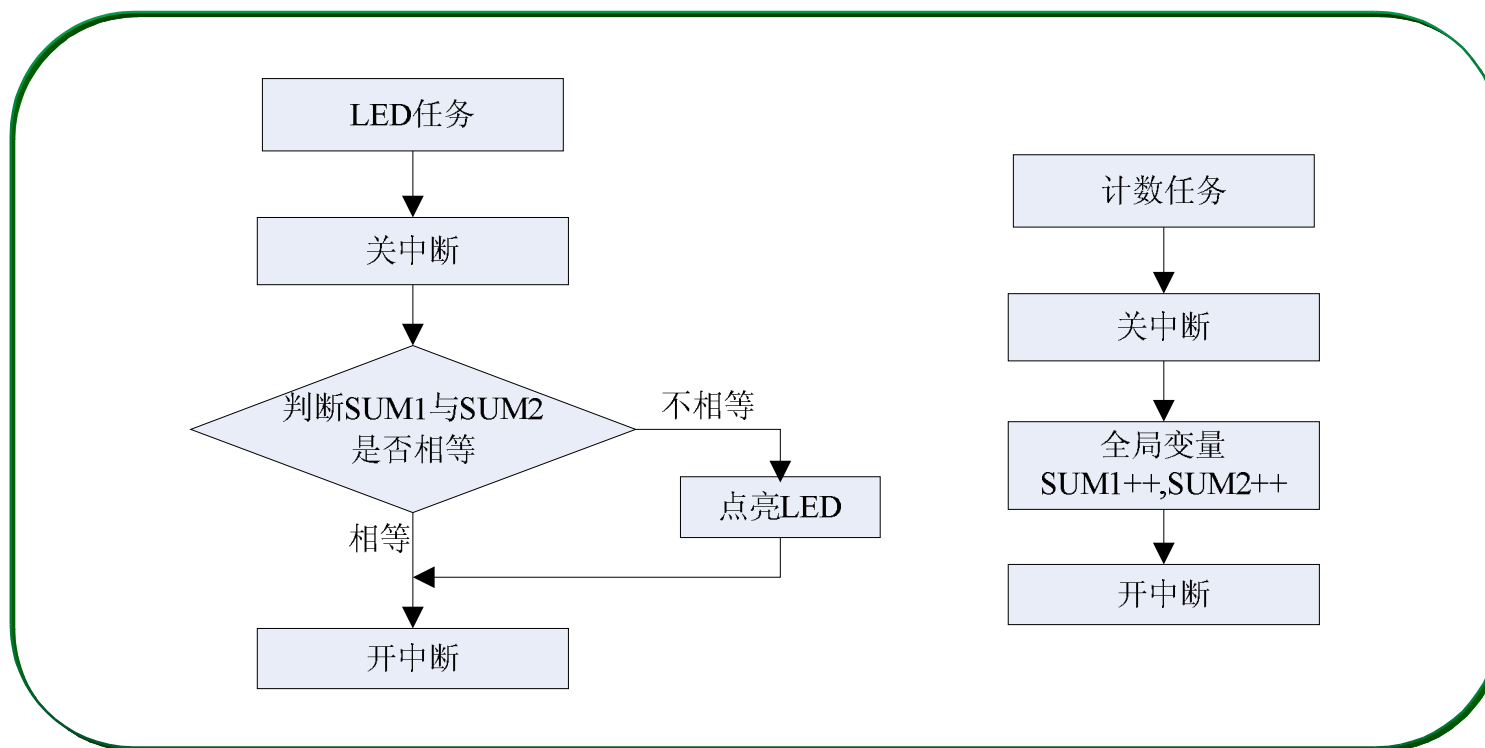 LED任务
关中断
判断SUM1与SUM2
是否相等
不相等
点亮LED
相等
开中断
计数任务
关中断
全局变量
SUM1++,SUM2++
开中断